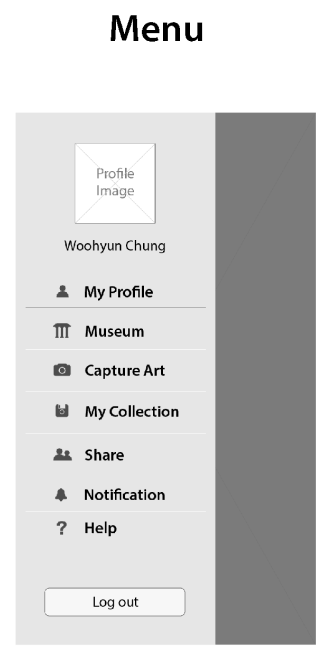 Menu
Profile
Image
Woohyun Chung
My Profile
Museum
Capture Art
My Collection
Share
Notification
? Help
Log out